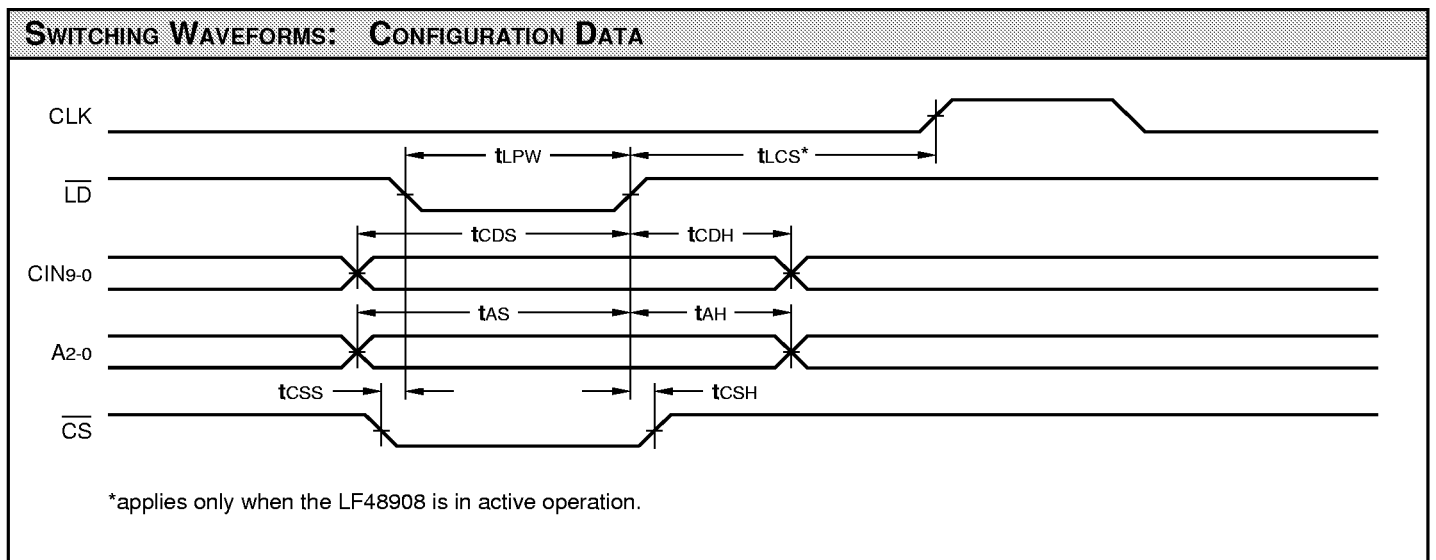 SWITCHING WAVEFORMS: CONFIGURATION DATA
CLK
tLPW
tLCS*
LD
tCDS
tCDH
CIN9-0
tAS
tAH
A2-0
tCSS
tCSH
CS
*applies only when the LF48908 is in active operation.